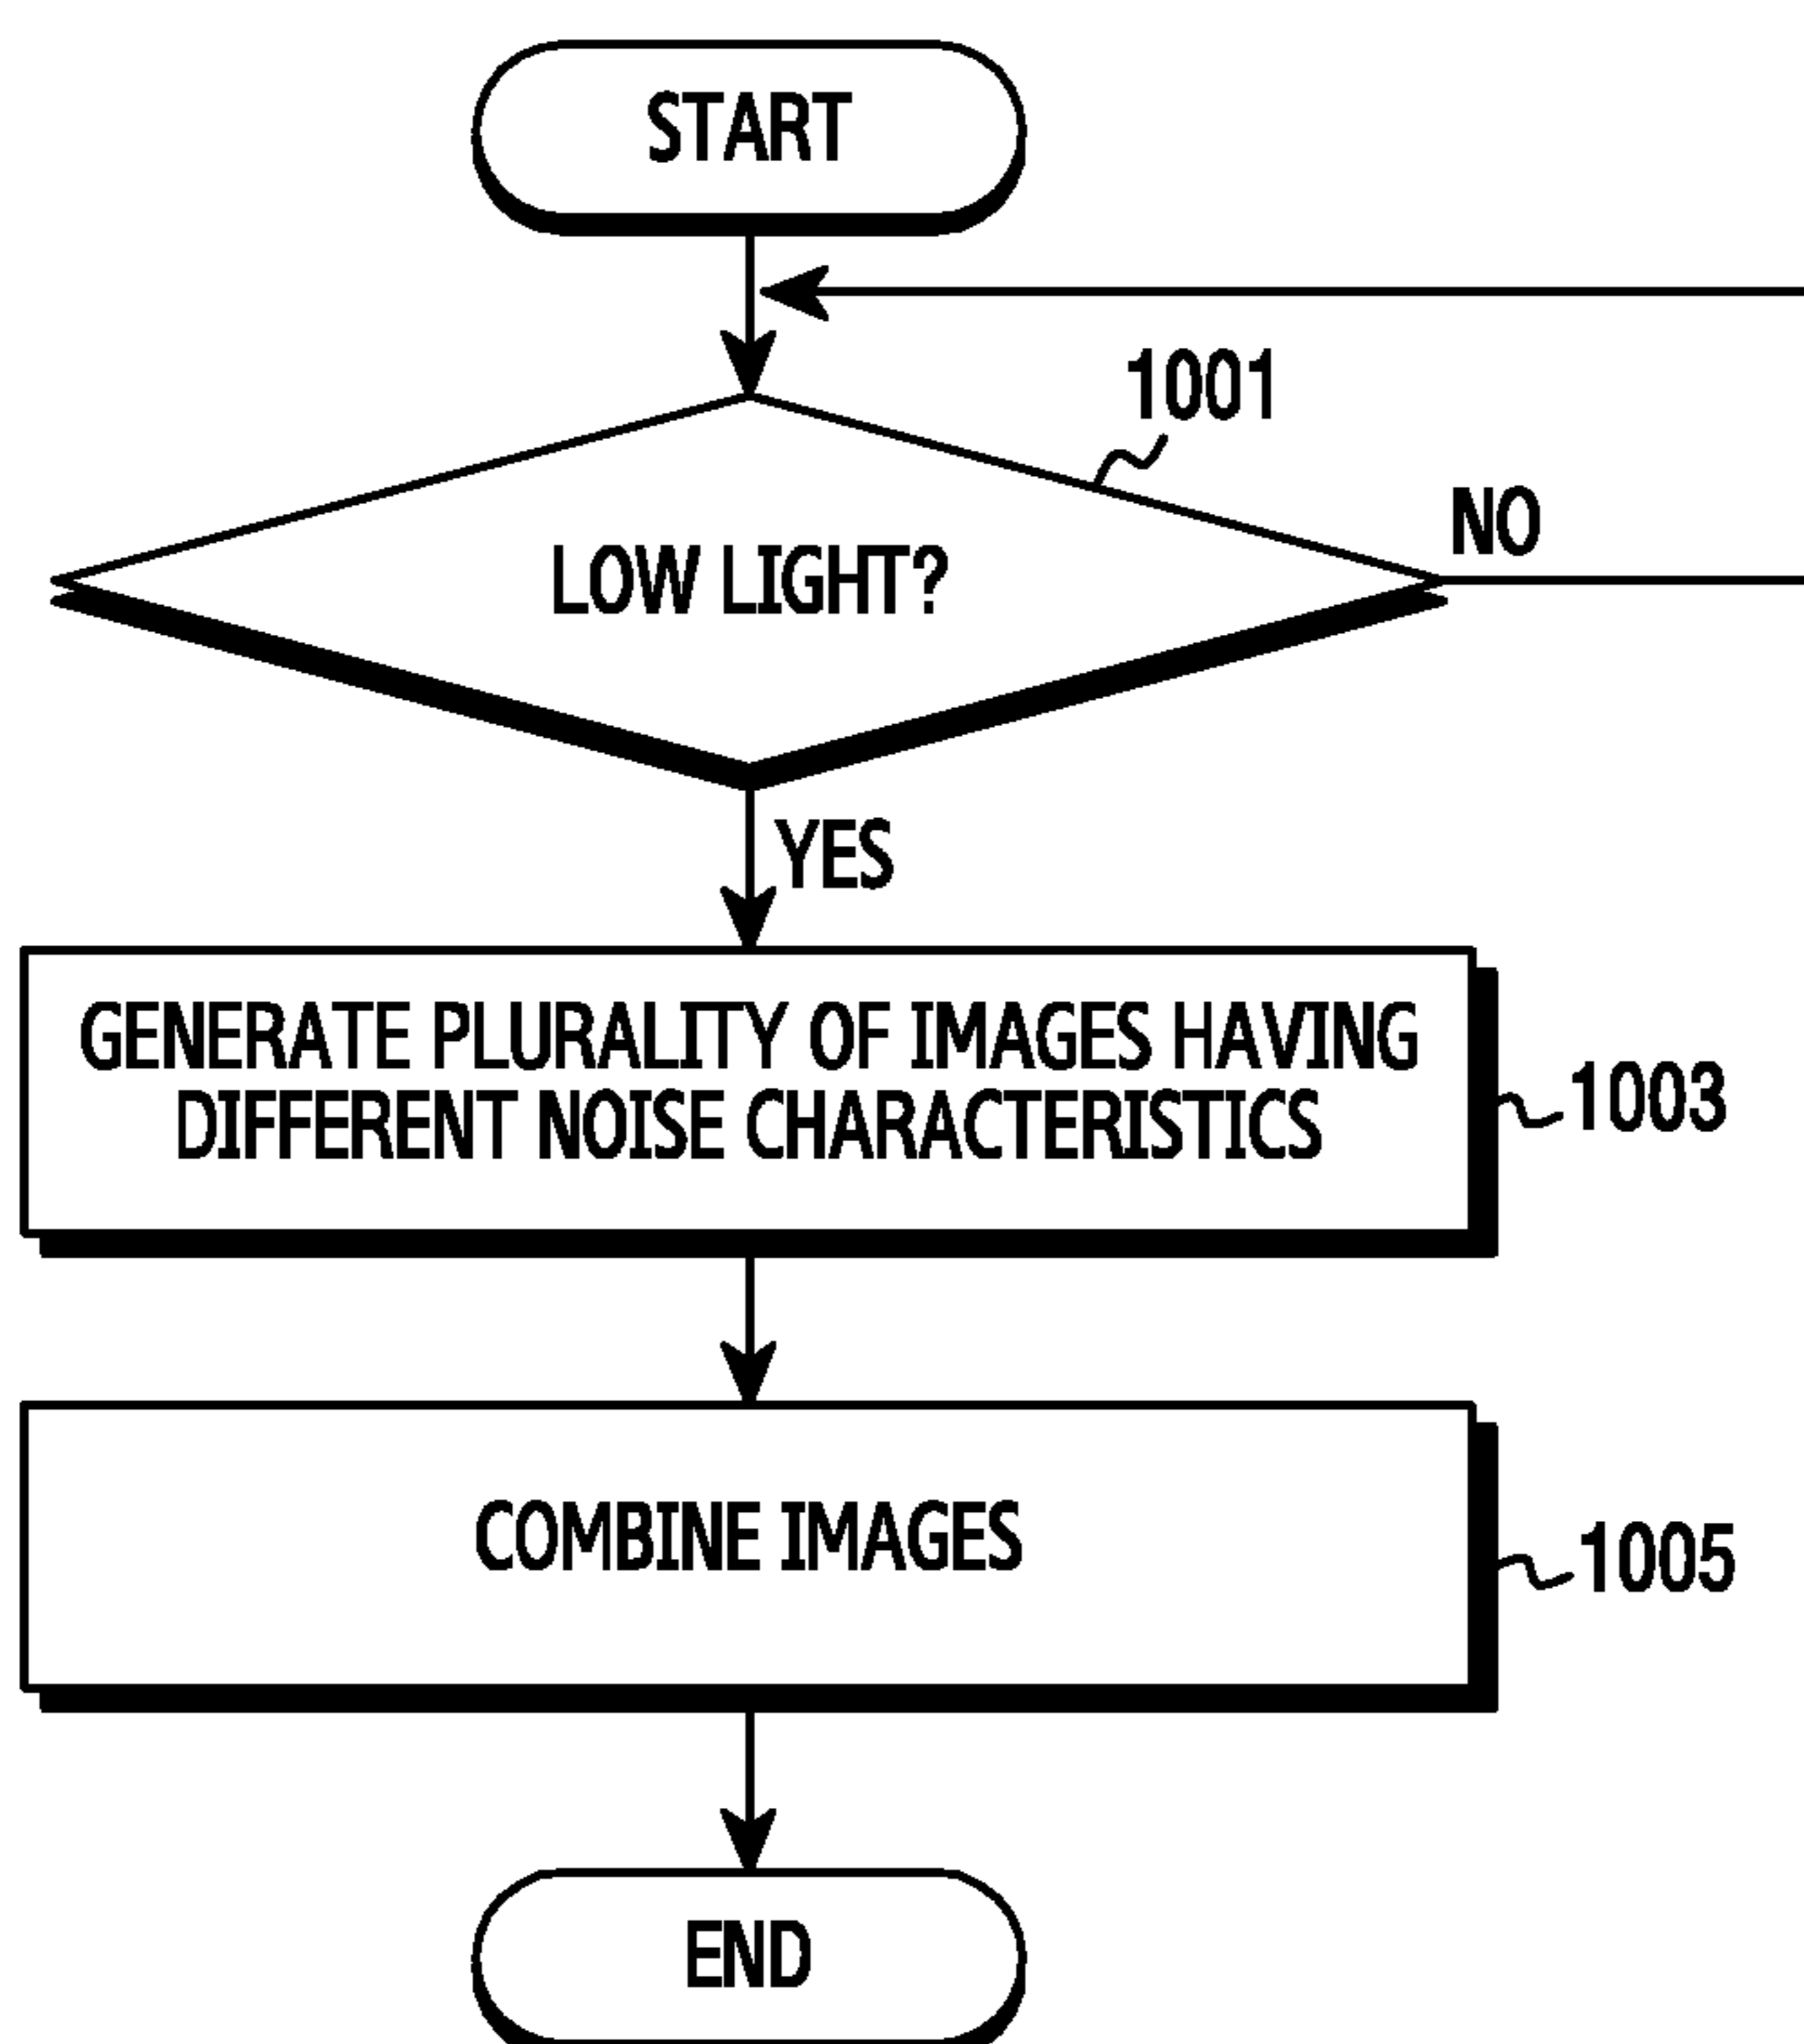 START
1001
NO
LOW LIGHT?
YES
GENERATE PLURALITY OF IMAGES HAVING
DIFFERENT NOISE CHARACTERISTICS
1003
COMBINE IMAGES
1005
END